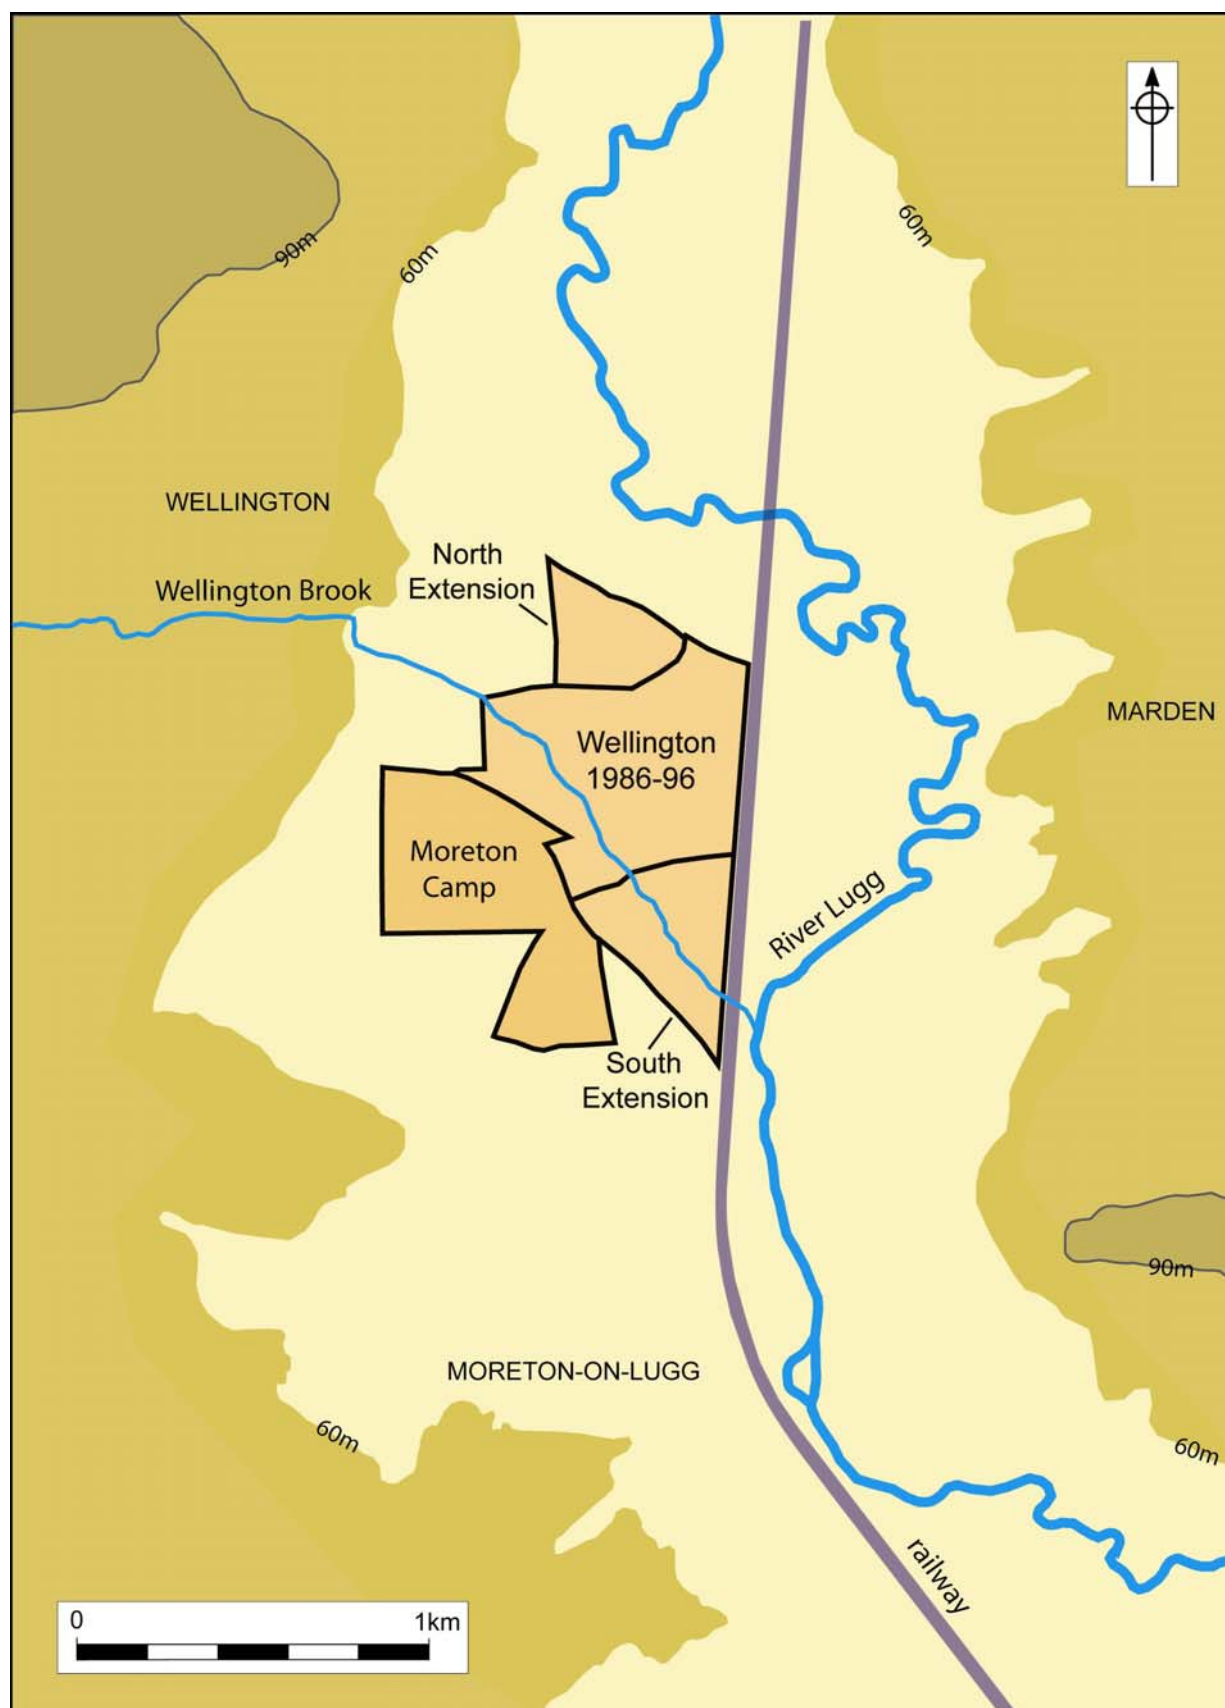 60m
90m
60m
WELLINGTON
North
Extension
Wellington Brook
MARDEN
Wellington
1986-96
Moreton
Camp
River Lugg
South
Extension
90m
MORETON-ON-LUGG
60m
60m
railway
0 1km